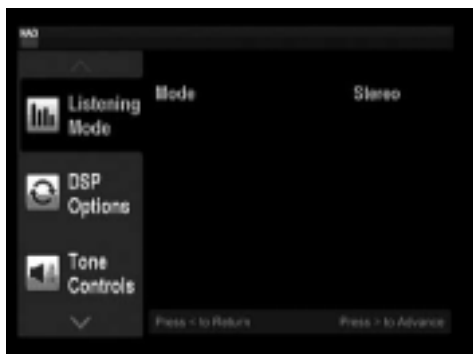 NAD
Listening
Mode
Mode Stereo
DSP
Options
Tone
Controls
Press < to Return Press > to Advance